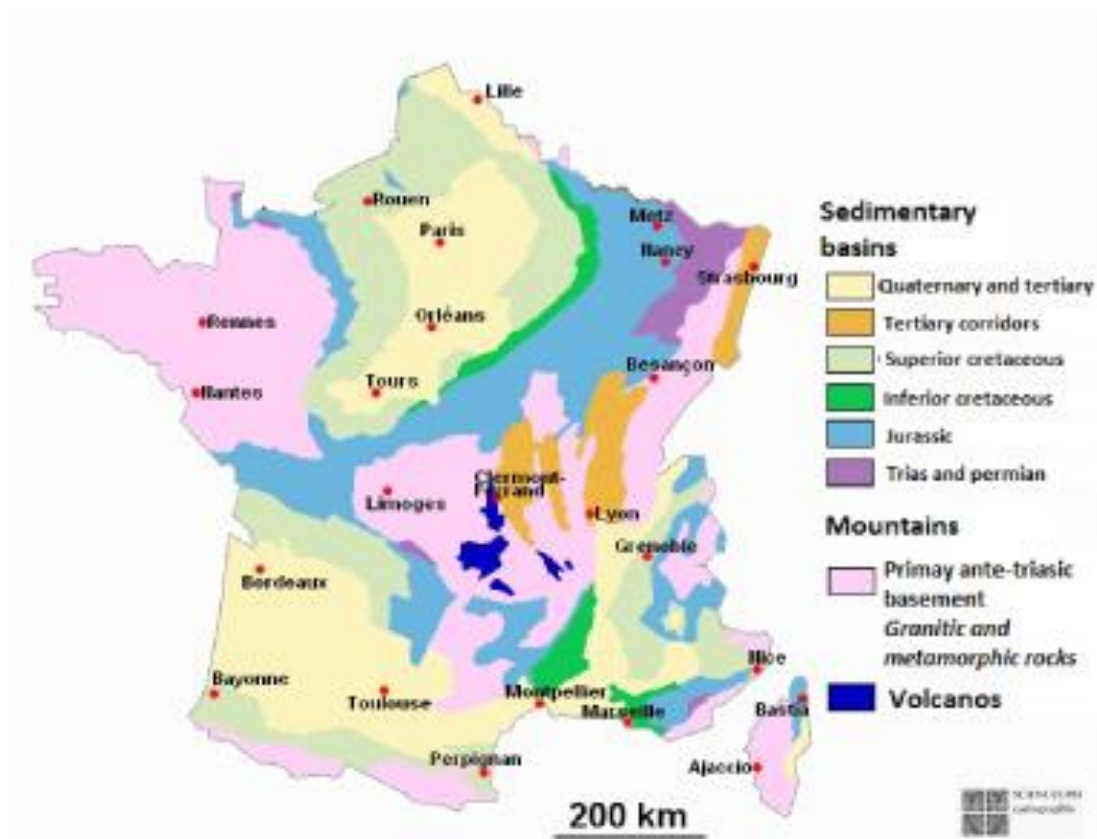 Lille
Rouen
Paris
Metz
Nancy
Strasbourg
Rennes
Orléans
Nantes
Tours
Besançon
Clermont-
Ferrand
Limoges
Lyon
Grenoble
Bordeaux
Bayonne
Toulouse
Montpellier
Marseille
Nice
Bastia
Perpignan
Ajaccio
200 km
Sedimentary
basins
Quaternary and tertiary
Tertiary corridors
Superior cretaceous
Inferior cretaceous
Jurassic
Trias and permian
Mountains
Primay ante-triasic
basement
Granitic and
metamorphic rocks
Volcanos
cartographie